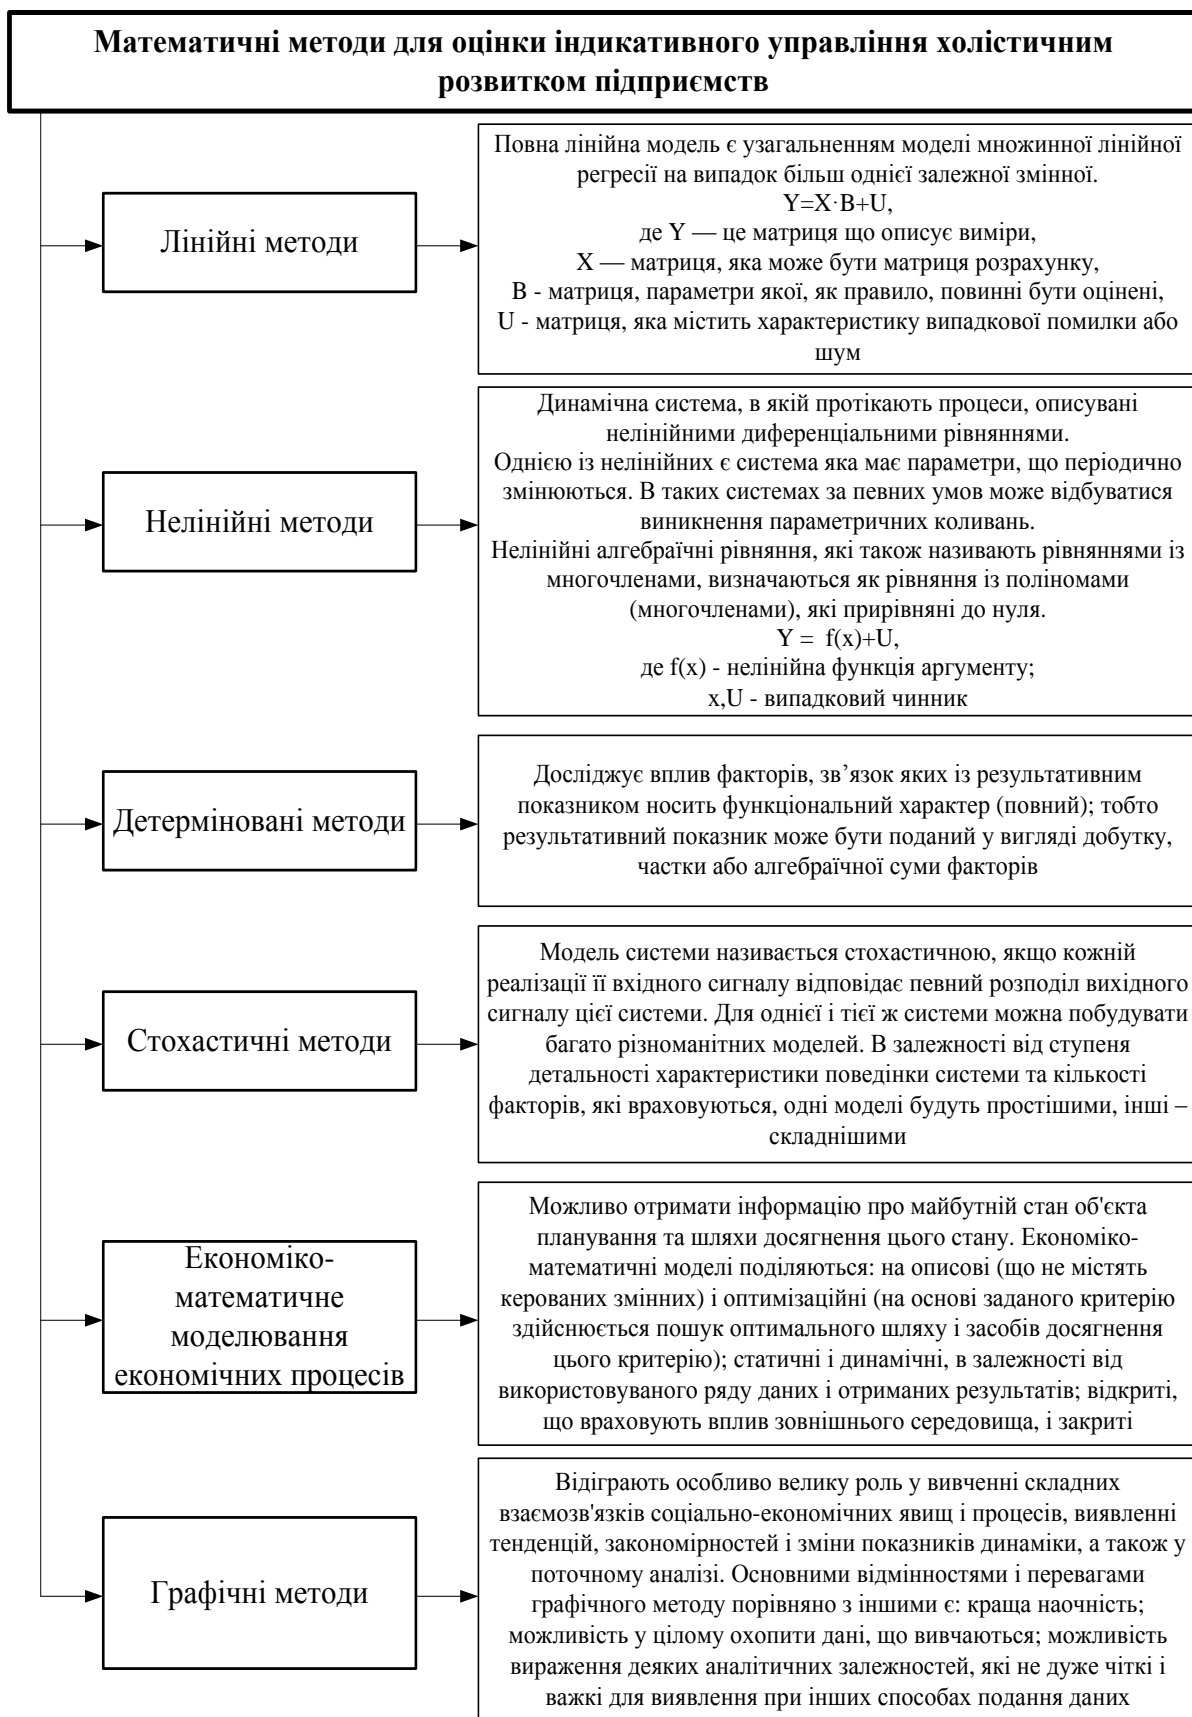 Математичні методи для оцінки індикативного управління холістичним
розвитком підприємств
Лінійні методи
Повна лінійна модель є узагальненням моделі множинної лінійної
регресії на випадок більш однієї залежної змінної.
Y=X·B+U,
де Y — це матриця що описує виміри,
X — матриця, яка може бути матриця розрахунку,
B - матриця, параметри якої, як правило, повинні бути оцінені,
U - матриця, яка містить характеристику випадкової помилки або
шум
Нелінійні методи
Динамічна система, в якій протікають процеси, описувані
нелінійними диференціальними рівняннями.
Однією із нелінійних є система яка має параметри, що періодично
змінюються. В таких системах за певних умов може відбуватися
виникнення параметричних коливань.
Нелінійні алгебраїчні рівняння, які також називають рівняннями із
многочленами, визначаються як рівняння із поліномами
(многочленами), які прирівняні до нуля.
Y = f(x)+U,
де f(x) - нелінійна функція аргументу;
x,U - випадковий чинник
Детерміновані методи
Досліджує вплив факторів, зв’язок яких із результативним
показником носить функціональний характер (повний); тобто
результативний показник може бути поданий у вигляді добутку,
частки або алгебраїчної суми факторів
Стохастичні методи
Модель системи називається стохастичною, якщо кожній
реалізації її вхідного сигналу відповідає певний розподіл вихідного
сигналу цієї системи. Для однієї і тієї ж системи можна побудувати
багато різноманітних моделей. В залежності від ступеня
детальності характеристики поведінки системи та кількості
факторів, які враховуються, одні моделі будуть простішими, інші –
складнішими
Економіко-
математичне
моделювання
економічних процесів
Можливо отримати інформацію про майбутній стан об'єкта
планування та шляхи досягнення цього стану. Економіко-
математичні моделі поділяються: на описові (що не містять
керованих змінних) і оптимізаційні (на основі заданого критерію
здійснюється пошук оптимального шляху і засобів досягнення
цього критерію); статичні і динамічні, в залежності від
використовуваного ряду даних і отриманих результатів; відкриті,
що враховують вплив зовнішнього середовища, і закриті
Графічні методи
Відіграють особливо велику роль у вивченні складних
взаємозв'язків соціально-економічних явищ і процесів, виявленні
тенденцій, закономірностей і зміни показників динаміки, а також у
поточному аналізі. Основними відмінностями і перевагами
графічного методу порівняно з іншими є: краща наочність;
можливість у цілому охопити дані, що вивчаються; можливість
вираження деяких аналітичних залежностей, які не дуже чіткі і
важкі для виявлення при інших способах подання даних